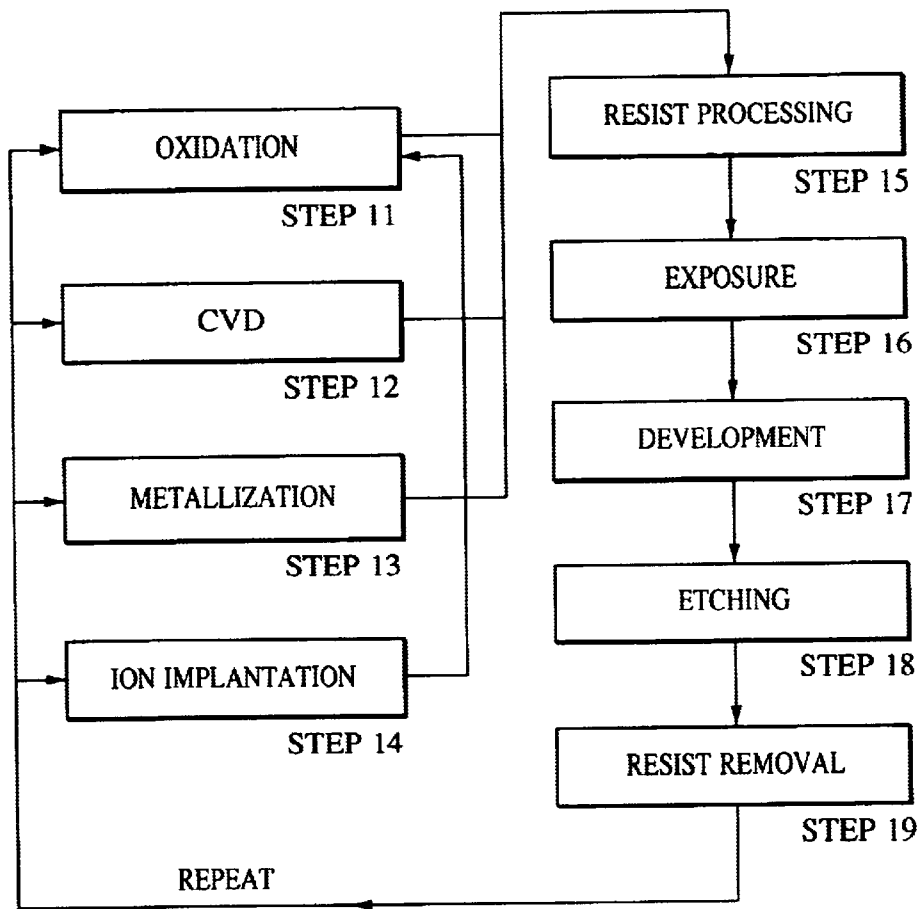 OXIDATION
STEP 11
CVD
STEP 12
METALLIZATION
STEP 13
ION IMPLANTATION
STEP 14
RESIST PROCESSING
STEP 15
EXPOSURE
STEP 16
DEVELOPMENT
STEP 17
ETCHING
STEP 18
RESIST REMOVAL
STEP 19
REPEAT